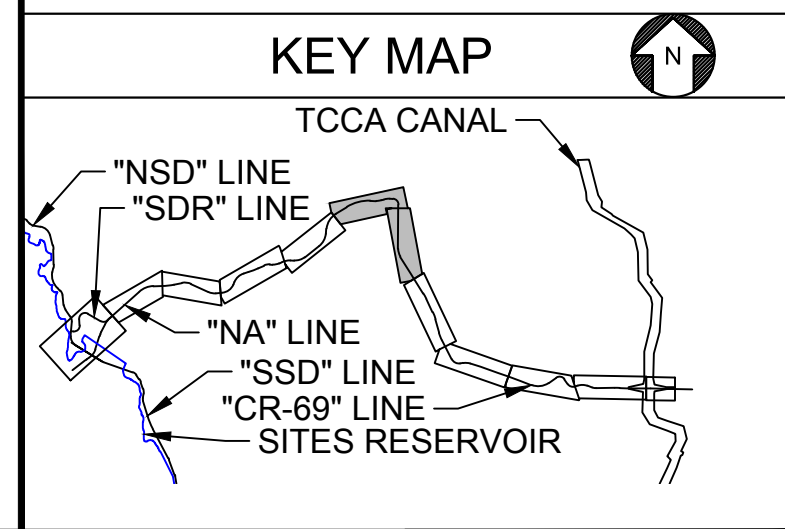 KEY MAP
N
TCCA CANAL
"NSD" LINE
"SDR" LINE
"NA" LINE
"SSD" LINE
"CR-69" LINE
SITES RESERVOIR